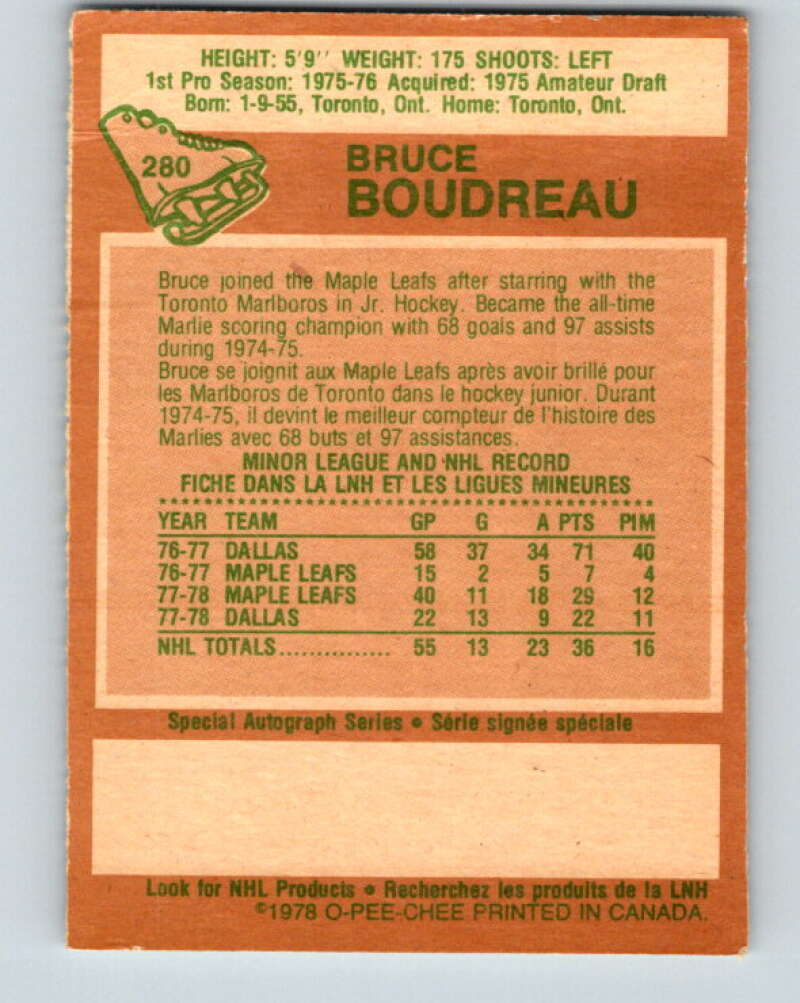 HEIGHT: 5'9'' WEIGHT: 175 SHOOTS: LEFT
1st Pro Season: 1975-76 Acquired: 1975 Amateur Draft
Born: 1-9-55, Toronto, Ont. Home: Toronto, Ont.
280
BRUCE
BOUDREAU
Bruce joined the Maple Leafs after starring with the
Toronto Marlboros in Jr. Hockey. Became the all-time
Marlie scoring champion with 68 goals and 97 assists
during 1974-75.
Bruce se joignit aux Maple Leafs après avoir brillé pour
les Marlboros de Toronto dans le hockey junior. Durant
1974-75, il devint le meilleur compteur de l'histoire des
Marlies avec 68 buts et 97 assistances.
MINOR LEAGUE AND NHL RECORD
FICHE DANS LA LNH ET LES LIGUES MINEURES
YEAR TEAM GP G A PTS PIM
76-77 DALLAS 58 37 34 71 40
76-77 MAPLE LEAFS 15 2 5 7 4
77-78 MAPLE LEAFS 40 11 18 29 12
77-78 DALLAS 22 13 9 22 11
NHL TOTALS............... 55 13 23 36 16
Special Autograph Series • Série signée spéciale
Look for NHL Products • Recherchez les produits de la LNH
©1978 O-PEE-CHEE PRINTED IN CANADA.